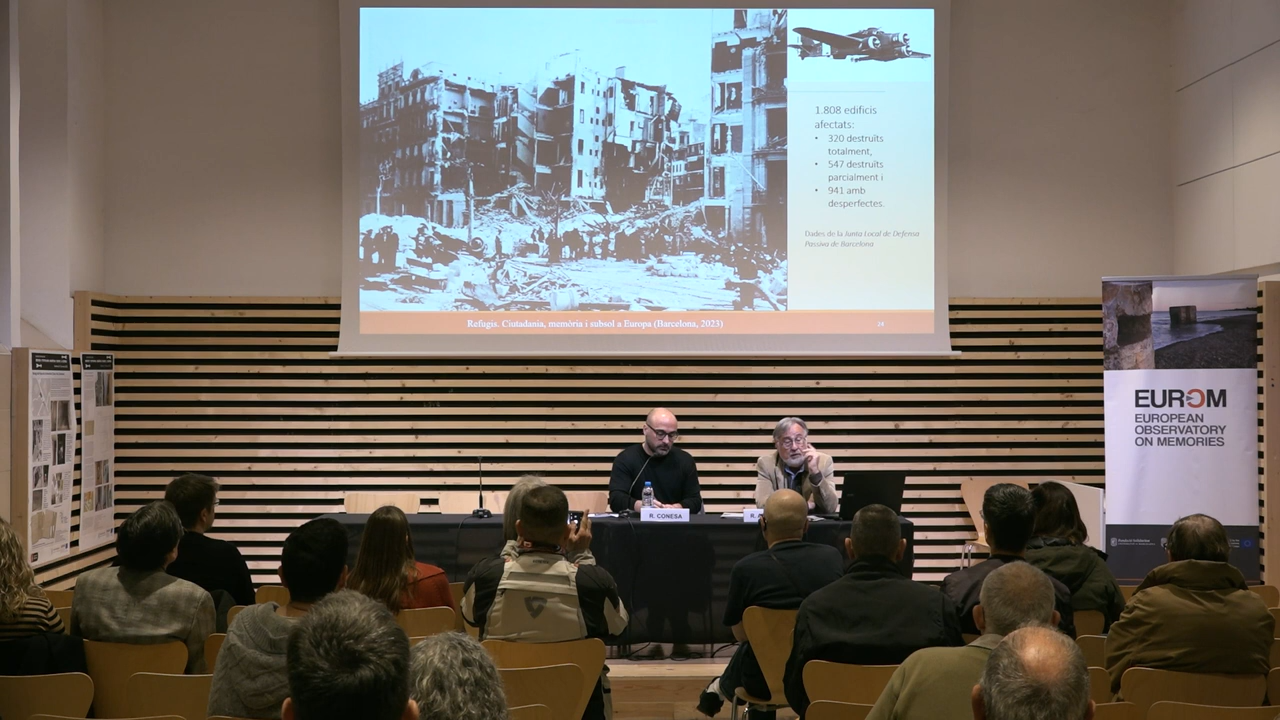 1.808 edificis
afectats:
• 320 destruïts
totalment,
• 547 destruïts
parcialment i
• 941 amb
desperfectes.
Dades de la Junta Local de Defensa
Passiva de Barcelona
Refugis. Ciutadania, memòria i subsol a Europa (Barcelona, 2023)
EUROM
EUROPEAN
OBSERVATORY
ON MEMORIES
R. CONESA
R.